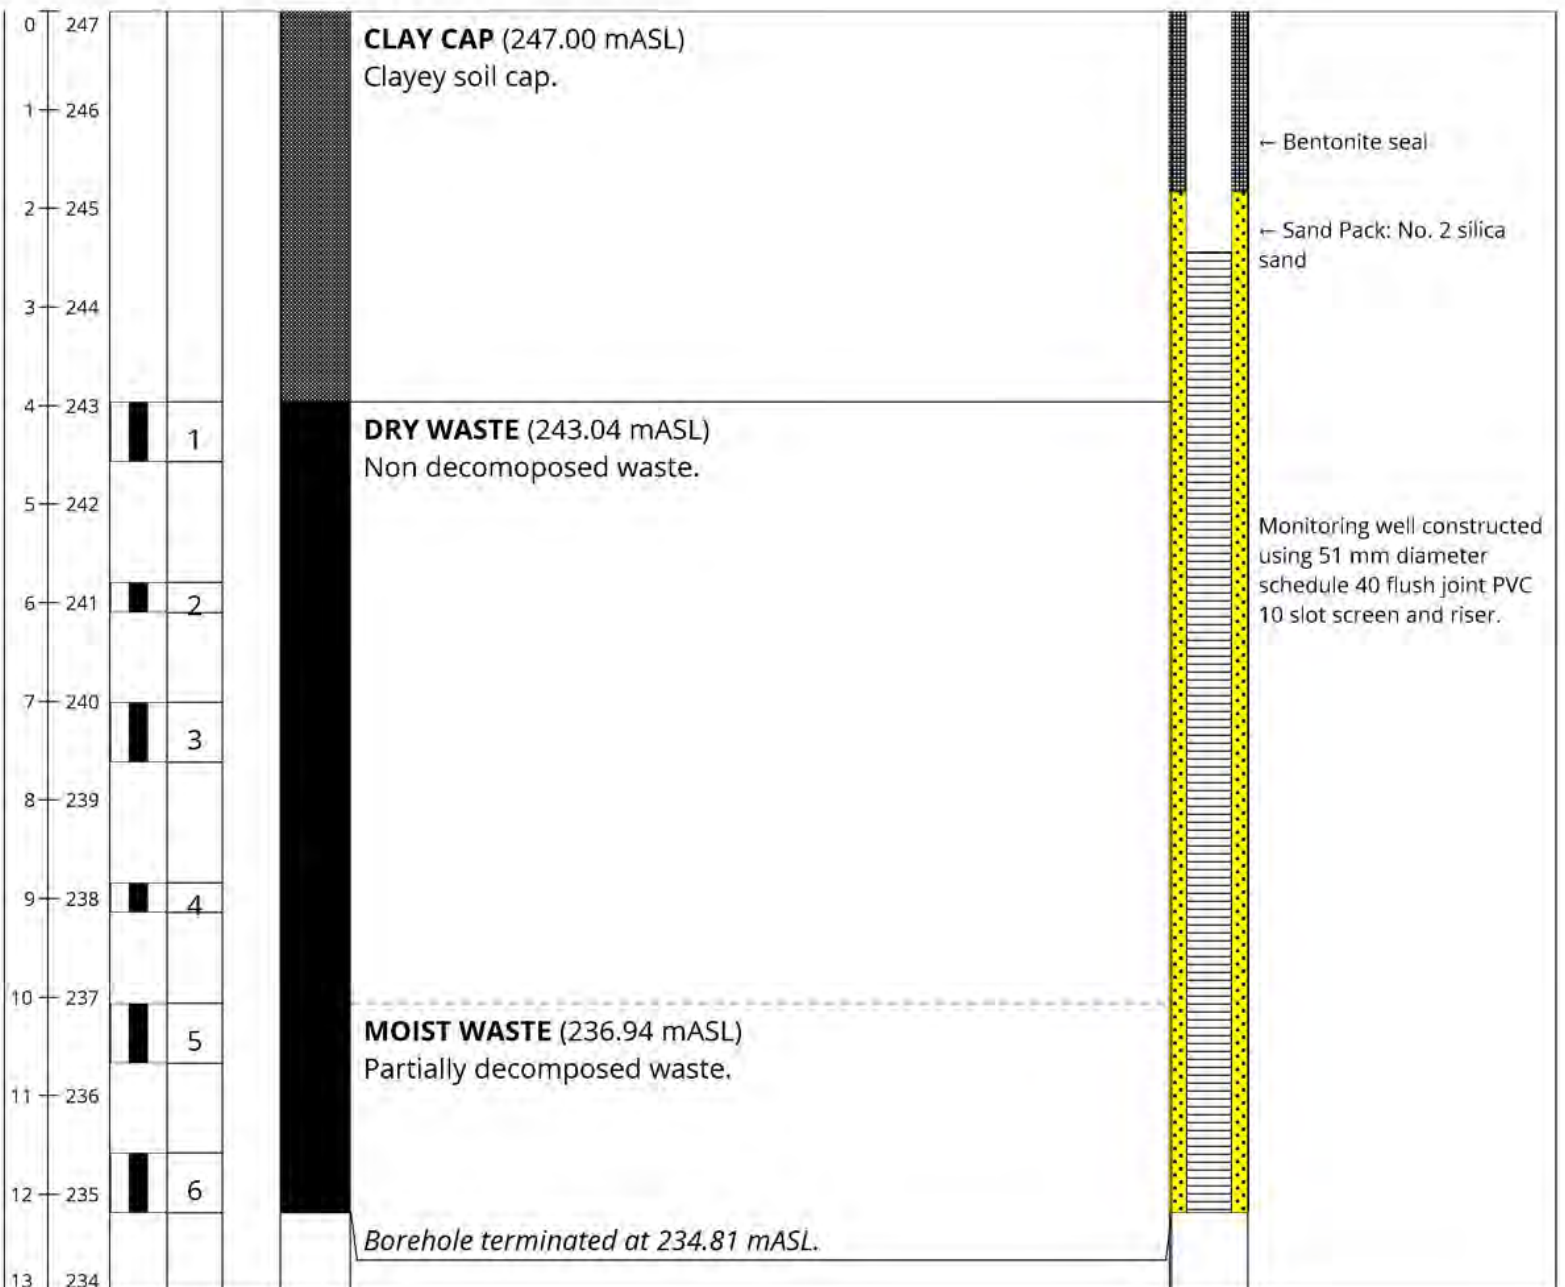 0 247
CLAY CAP (247.00 mASL)
Clayey soil cap.
1 246
← Bentonite seal
2 245
← Sand Pack: No. 2 silica
sand
3 244
4 243
DRY WASTE (243.04 mASL)
1
Non decomoposed waste.
5 242
Monitoring well constructed
using 51 mm diameter
schedule 40 flush joint PVC
10 slot screen and riser.
6 241
2
7 240
3
8 239
9 238
4
10 237
MOIST WASTE (236.94 mASL)
5
Partially decomposed waste.
11 236
12 235
6
Borehole terminated at 234.81 mASL.
13 234